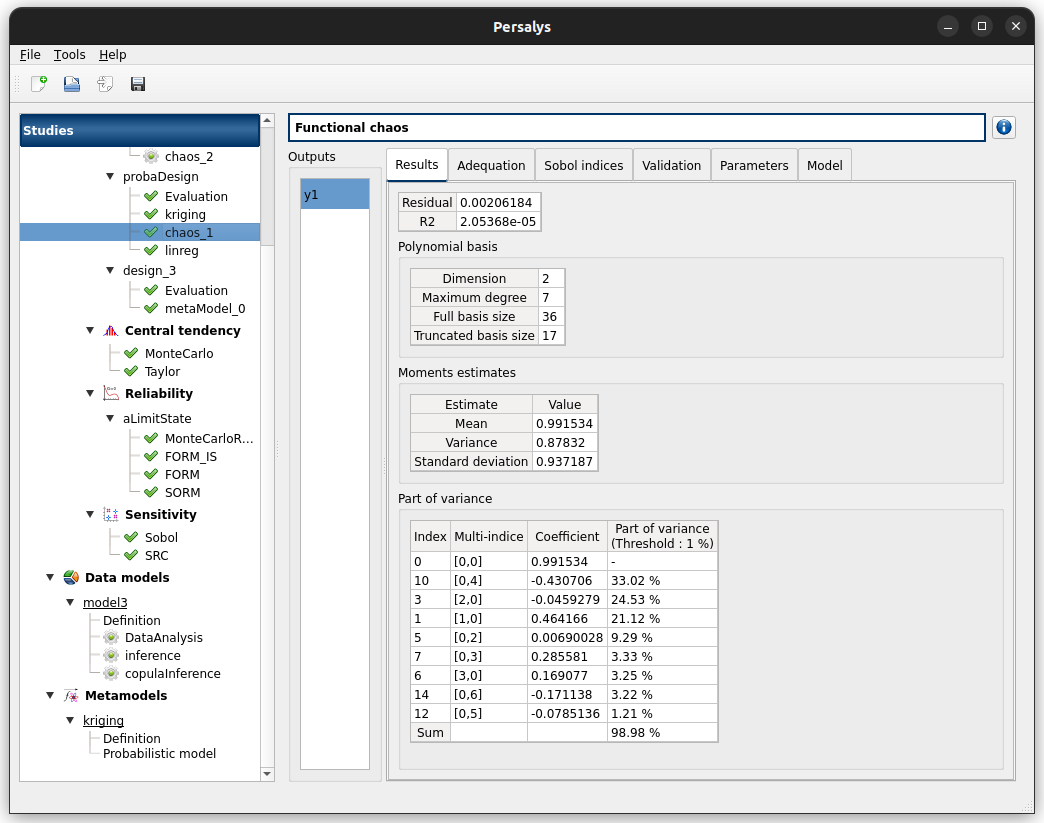 Persalys
File Tools Help
Studies
chaos_2
probaDesign
Evaluation
kriging
chaos_1
linreg
design_3
Evaluation
metaModel_0
Central tendency
MonteCarlo
Taylor
Reliability
aLimitState
MonteCarloR...
FORM_IS
FORM
SORM
Sensitivity
Sobol
SRC
Data models
model3
Definition
DataAnalysis
inference
copulaInference
Metamodels
kriging
Definition
Probabilistic model
Functional chaos
Outputs
y1
Results Adequation Sobol indices Validation Parameters Model
Residual 0.00206184
R2 2.05368e-05
Polynomial basis
Dimension 2
Maximum degree 7
Full basis size 36
Truncated basis size 17
Moments estimates
Estimate Value
Mean 0.991534
Variance 0.87832
Standard deviation 0.937187
Part of variance
Index Multi-indice Coefficient Part of variance
(Threshold : 1 %)
0 [0,0] 0.991534 -
10 [0,4] -0.430706 33.02 %
3 [2,0] -0.0459279 24.53 %
1 [1,0] 0.464166 21.12 %
5 [0,2] 0.00690028 9.29 %
7 [0,3] 0.285581 3.33 %
6 [3,0] 0.169077 3.25 %
14 [0,6] -0.171138 3.22 %
12 [0,5] -0.0785136 1.21 %
Sum 98.98 %